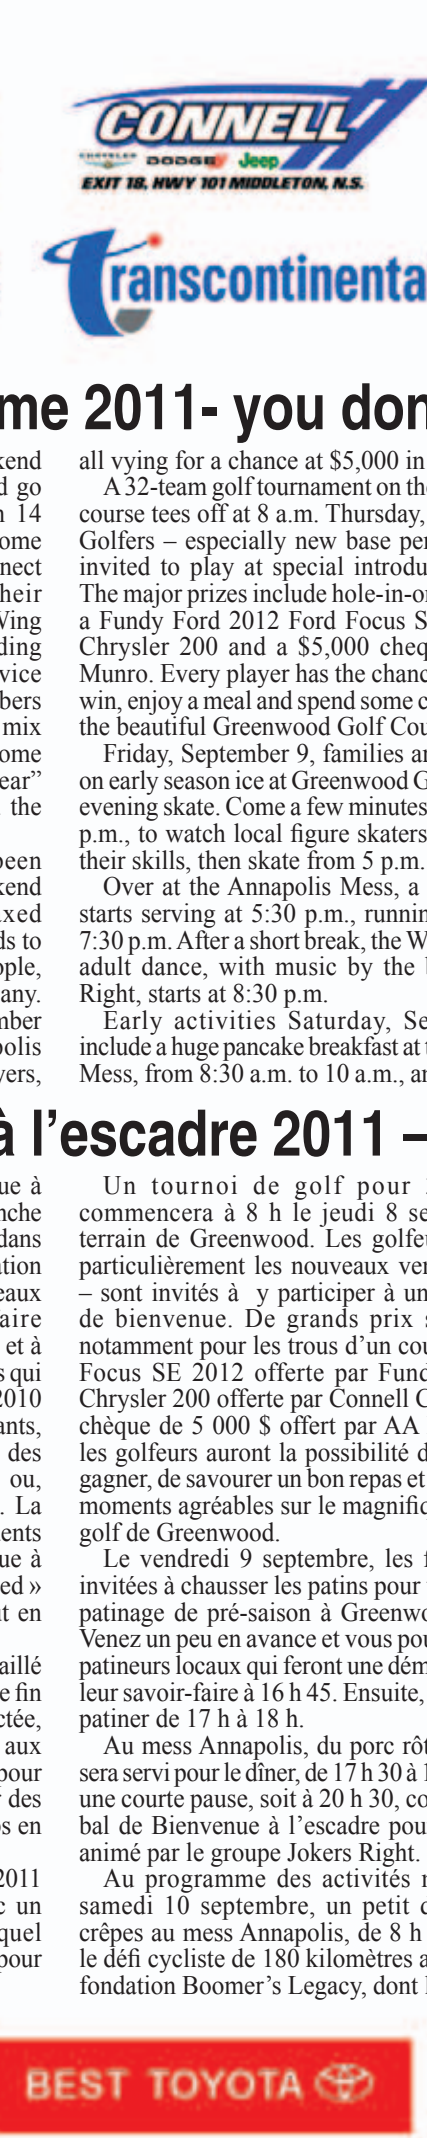 CONNELL
CHRYSLER DODGE Jeep
EXIT 18, HWY 101 MIDDLETON, N.S.
Transcontinenta
me 2011- you don
kend
d go
n 14
ome
nect
heir
Wing
ding
vice
bers
mix
ome
ear”
the
been
kend
axed
ds to
ople,
any.
mber
polis
yers,
all vying for a chance at $5,000 in
A 32-team golf tournament on the
course tees off at 8 a.m. Thursday,
Golfers – especially new base per
invited to play at special introdu
The major prizes include hole-in-on
a Fundy Ford 2012 Ford Focus S
Chrysler 200 and a $5,000 cheq
Munro. Every player has the chanc
win, enjoy a meal and spend some c
the beautiful Greenwood Golf Cou
Friday, September 9, families an
on early season ice at Greenwood G
evening skate. Come a few minutes
p.m., to watch local figure skaters
their skills, then skate from 5 p.m.
Over at the Annapolis Mess, a
starts serving at 5:30 p.m., runnin
7:30 p.m. After a short break, the W
adult dance, with music by the b
Right, starts at 8:30 p.m.
Early activities Saturday, Se
include a huge pancake breakfast at t
Mess, from 8:30 a.m. to 10 a.m., an
à l’escadre 2011 –
ue à
nche
dans
ation
eaux
faire
et à
s qui
2010
ants,
des
ou,
. La
ents
ue à
ed »
t en
aillé
e fin
ctée,
aux
pour
r des
os en
2011
c un
quel
pour
Un tournoi de golf pour
commencera à 8 h le jeudi 8 se
terrain de Greenwood. Les golfeu
particulièrement les nouveaux ven
– sont invités à y participer à un
de bienvenue. De grands prix s
notamment pour les trous d’un cou
Focus SE 2012 offerte par Fund
Chrysler 200 offerte par Connell C
chèque de 5 000 $ offert par AA
les golfeurs auront la possibilité d
gagner, de savourer un bon repas et
moments agréables sur le magnific
golf de Greenwood.
Le vendredi 9 septembre, les f
invitées à chausser les patins pour
patinage de pré-saison à Greenwo
Venez un peu en avance et vous pou
patineurs locaux qui feront une dém
leur savoir-faire à 16 h 45. Ensuite,
patiner de 17 h à 18 h.
Au mess Annapolis, du porc rôt
sera servi pour le dîner, de 17 h 30 à 1
une courte pause, soit à 20 h 30, co
bal de Bienvenue à l’escadre pou
animé par le groupe Jokers Right.
Au programme des activités
samedi 10 septembre, un petit d
crêpes au mess Annapolis, de 8 h
le défi cycliste de 180 kilomètres a
fondation Boomer’s Legacy, dont
BEST TOYOTA